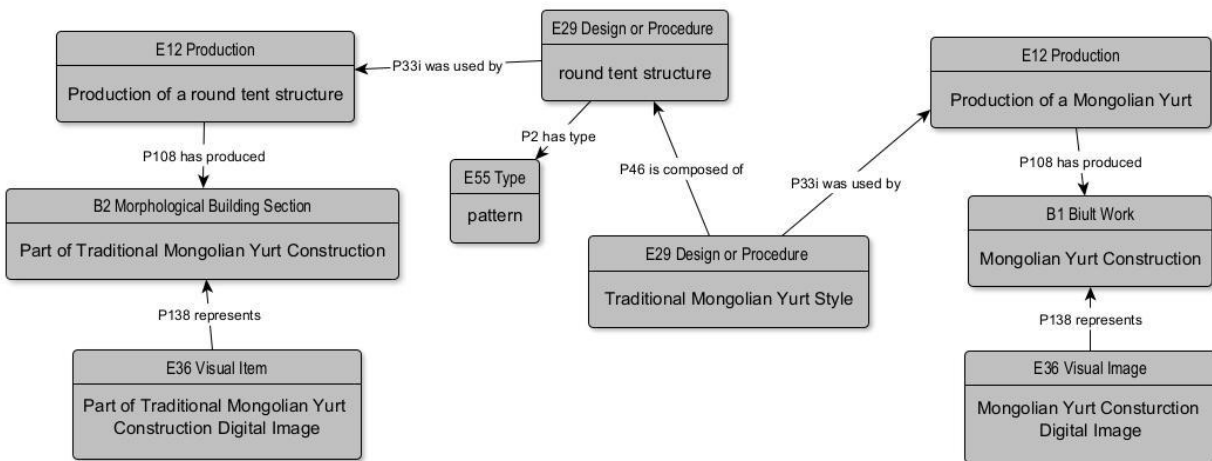 E29 Design or Procedure
round tent structure
E12 Production
Production of a round tent structure
P33i was used by
E12 Production
Production of a Mongolian Yurt
P2 has type
P108 has produced
P46 is composed of
P108 has produced
E55 Type
pattern
P33i was used by
B2 Morphological Building Section
Part of Traditional Mongolian Yurt Construction
B1 Biult Work
Mongolian Yurt Construction
E29 Design or Procedure
Traditional Mongolian Yurt Style
P138 represents
P138 represents
E36 Visual Item
Part of Traditional Mongolian Yurt
Construction Digital Image
E36 Visual Image
Mongolian Yurt Consturction
Digital Image